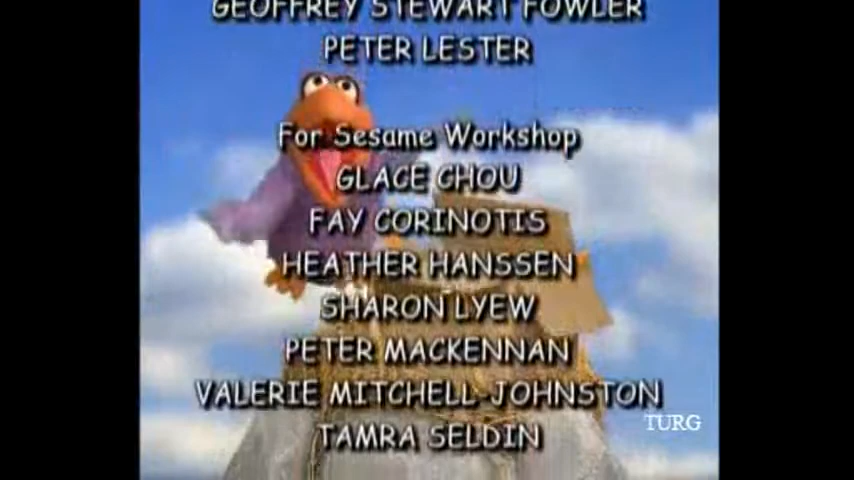 GEOFFREY STEWART FOWLER
PETER LESTER
For Sesame Workshop
GLACE CHOU
FAY CORINOTIS
HEATHER HANSSEN
SHARON LYEW
PETER MACKENNAN
VALERIE MITCHELL-JOHNSTON
TAMRA SELDIN
TURG